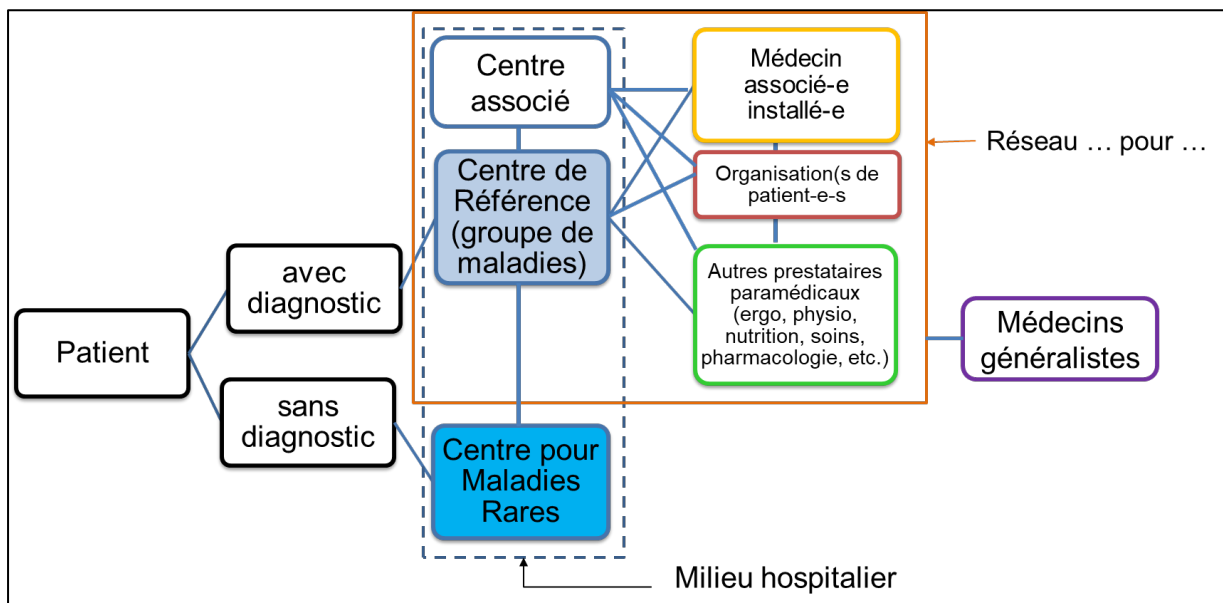 Centre
associé
Médecin
associé-e
installé-e
Réseau … pour …
Centre de
Référence
(groupe de
maladies)
Organisation(s de
patient-e-s
avec
diagnostic
Autres prestataires
paramédicaux
(ergo, physio,
nutrition, soins,
pharmacologie, etc.)
Patient
Médecins
généralistes
sans
diagnostic
Centre pour
Maladies
Rares
Milieu hospitalier